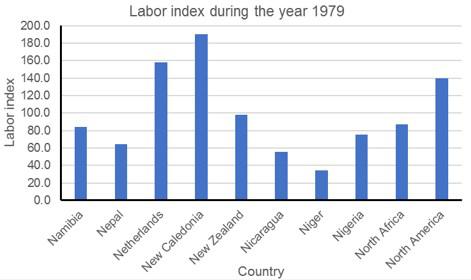 Labor index during the year 1979
Labor index
200.0
180.0
160.0
140.0
120.0
100.0
80.0
60.0
40.0
20.0
0.0
Namibia
Nepal
Netherlands
New Caledonia
New Zealand
Nicaragua
Niger
Nigeria
North Africa
North America
Country